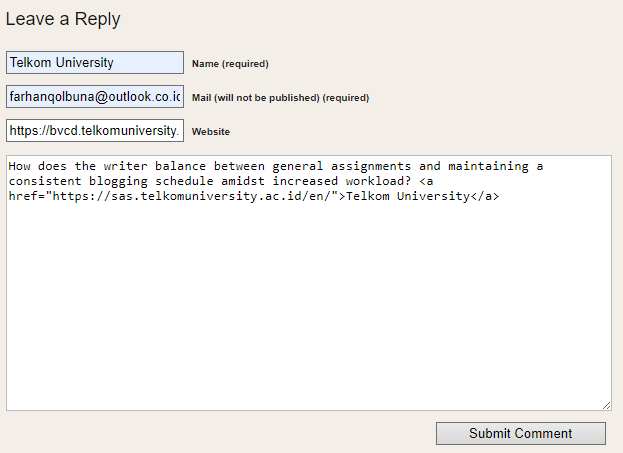 Leave a Reply
Telkom University
Name (required)
farhanqolbuna@outlook.co.ic
Mail (will not be published) (required)
https://bvcd.telkomuniversity.
Website
How does the writer balance between general assignments and maintaining a
consistent blogging schedule amidst increased workload? <a
href="https://sas.telkomuniversity.ac.id/en/">Telkom University</a>
Submit Comment